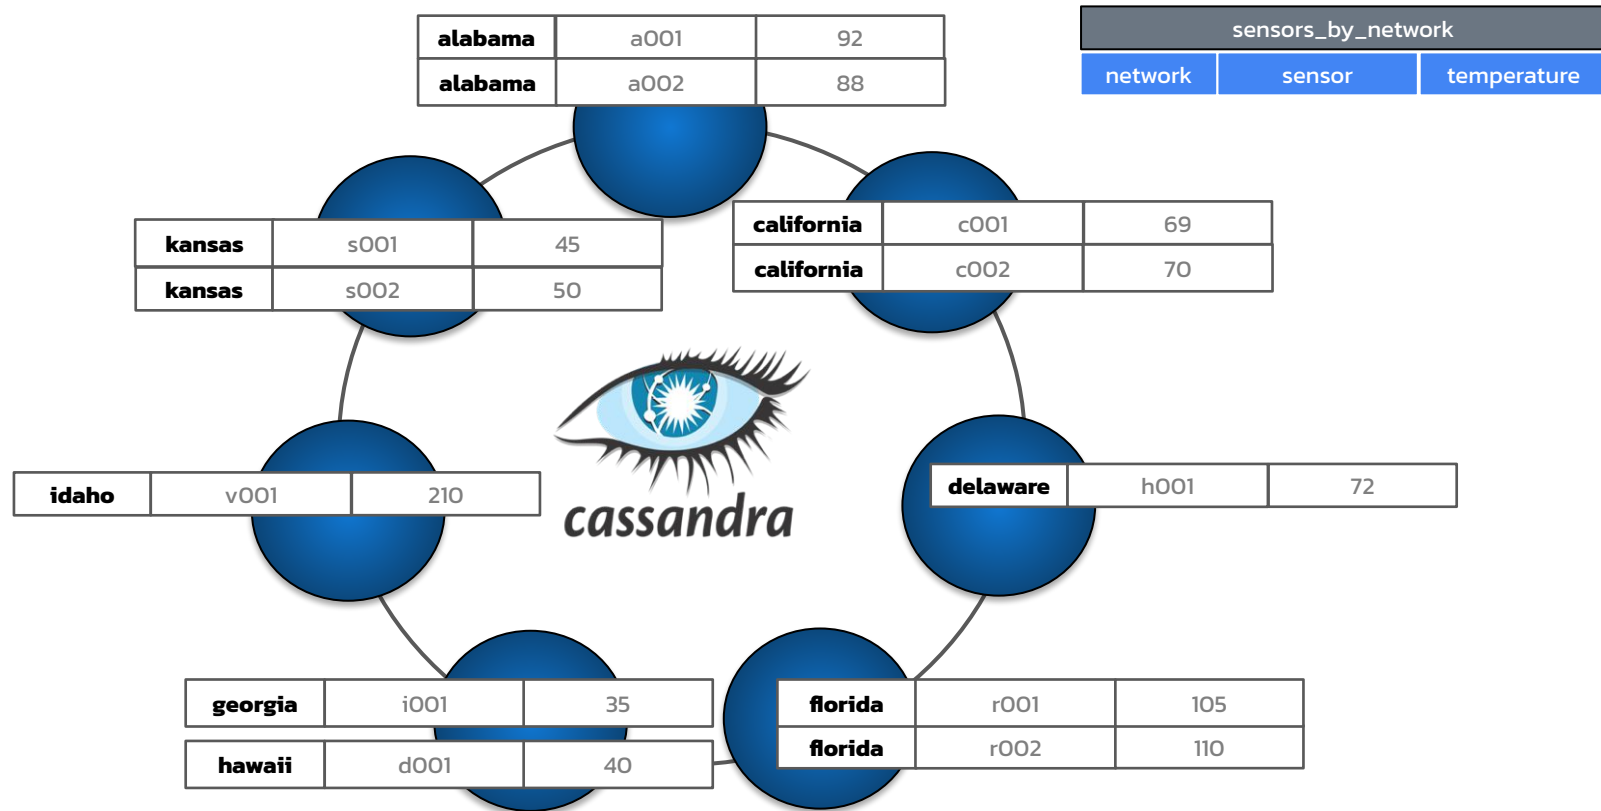 sensors_by_network
network sensor temperature
alabama a001 92
alabama a002 88
kansas s001 45
kansas s002 50
california c001 69
california c002 70
cassandra
idaho v001 210
delaware h001 72
georgia i001 35
hawaii d001 40
florida r001 105
florida r002 110